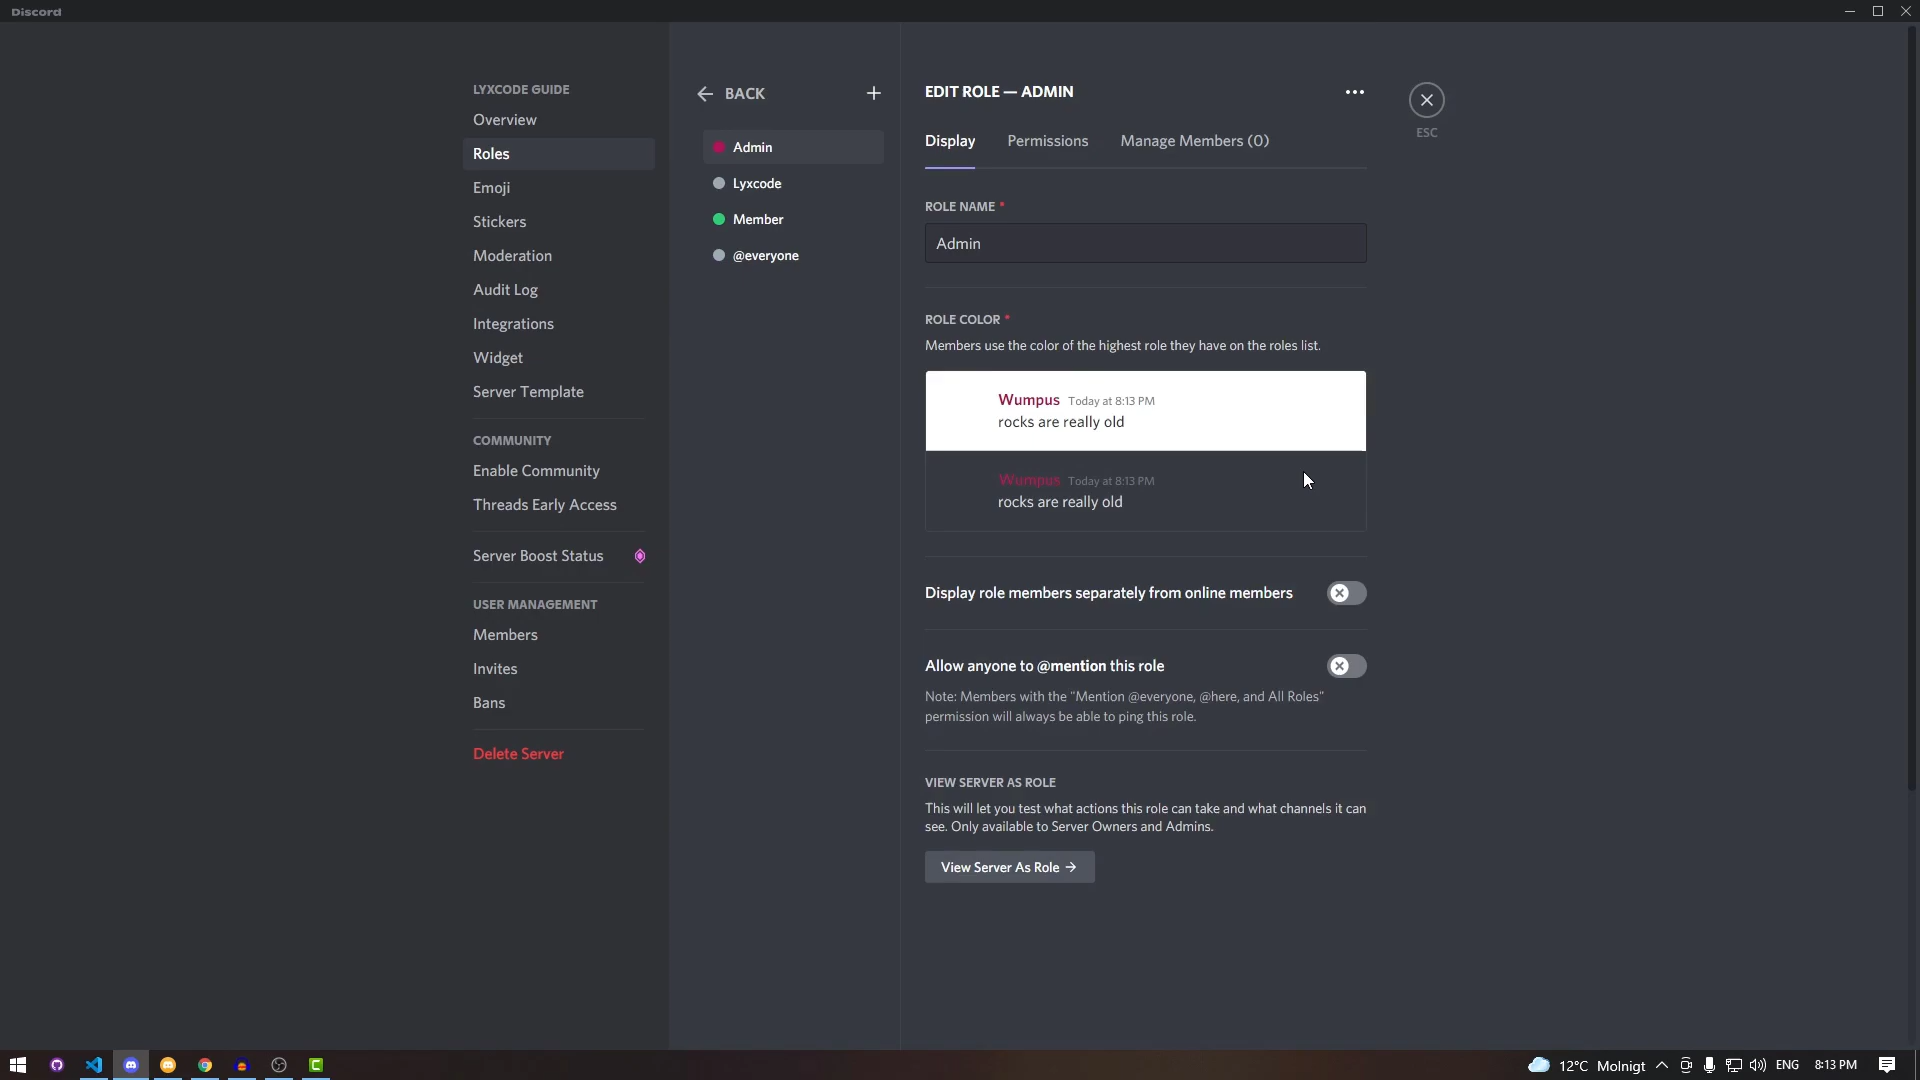 Discord
LYXCODE GUIDE
Overview
Roles
Emoji
Stickers
Moderation
Audit Log
Integrations
Widget
Server Template
COMMUNITY
Enable Community
Threads Early Access
Server Boost Status
USER MANAGEMENT
Members
Invites
Bans
Delete Server
BACK
Admin
Lyxcode
Member
@everyone
EDIT ROLE — ADMIN
Display Permissions Manage Members (0)
ESC
ROLE NAME *
Admin
ROLE COLOR *
Members use the color of the highest role they have on the roles list.
Wumpus Today at 8:13 PM
rocks are really old
Wumpus Today at 8:13 PM
rocks are really old
Display role members separately from online members
Allow anyone to @mention this role
Note: Members with the "Mention @everyone, @here, and All Roles"
permission will always be able to ping this role.
VIEW SERVER AS ROLE
This will let you test what actions this role can take and what channels it can
see. Only available to Server Owners and Admins.
View Server As Role →
12°C Molnigt ENG 8:13 PM